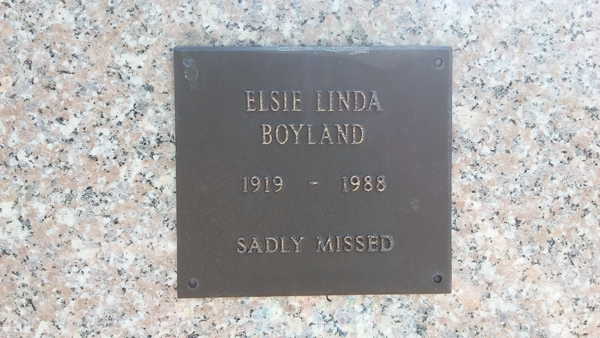 ELSIE LINDA
BOYLAND
1919 - 1988
SADLY MISSED